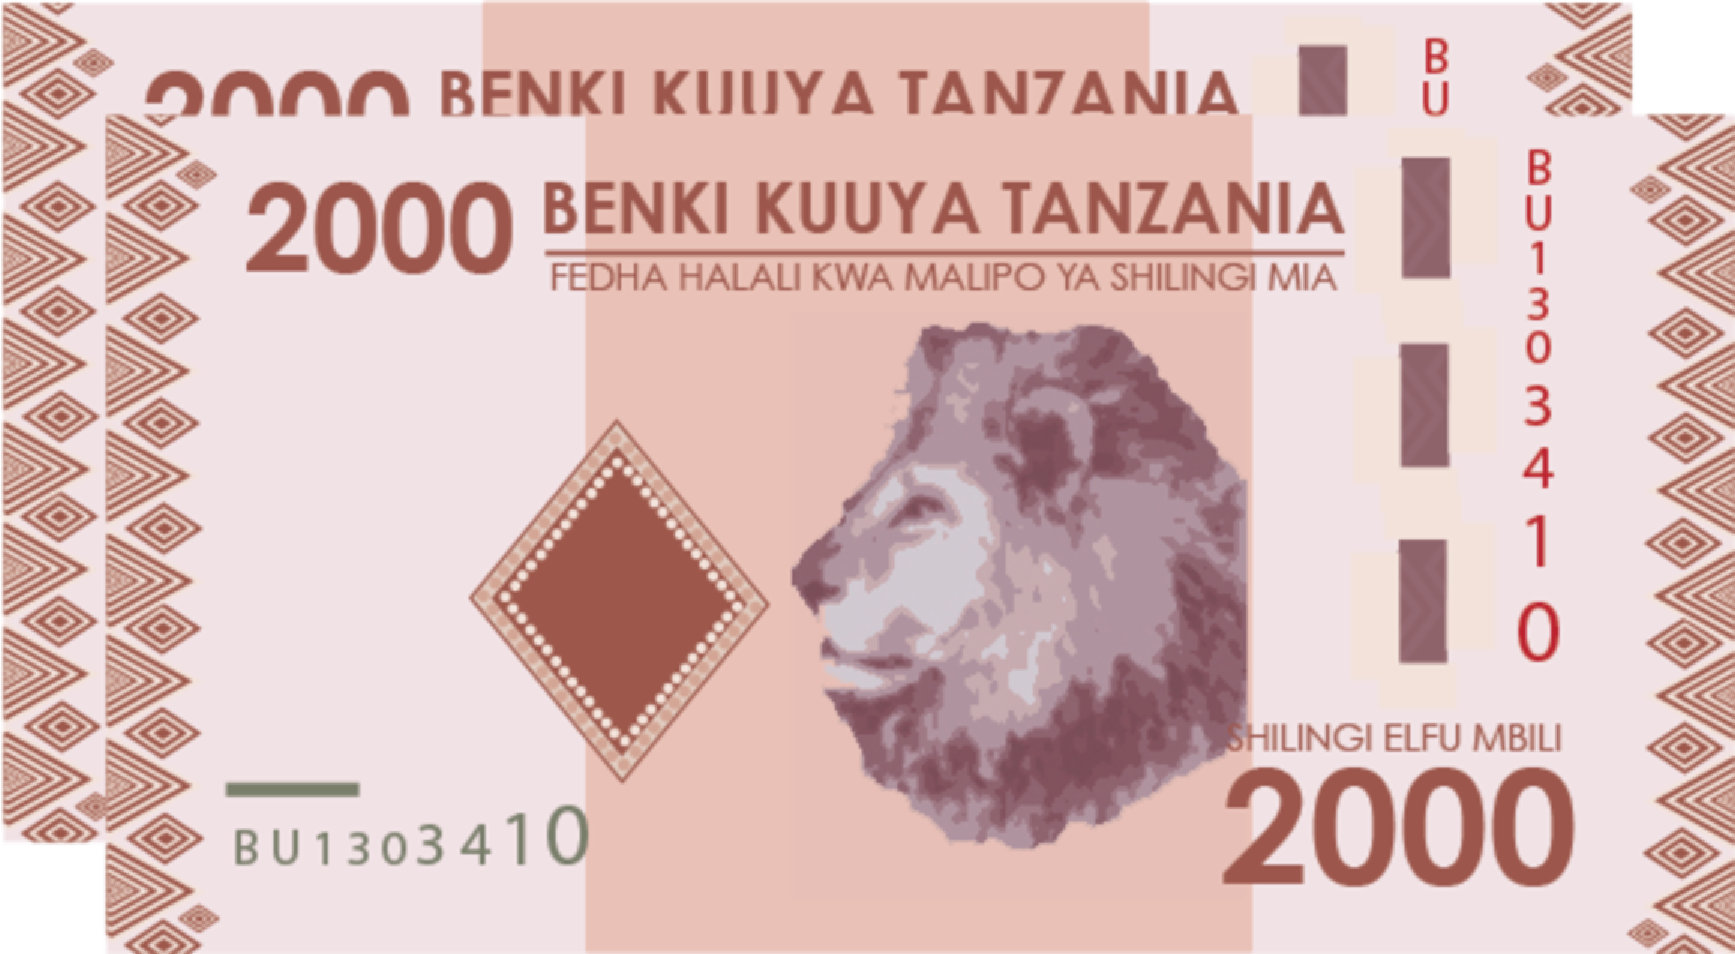 2000 BENKI KUUYA TANZANIA
BU
2000 BENKI KUUYA TANZANIA
FEDHA HALALI KWA MALIPO YA SHILINGI MIA
BU1303410
SHILINGI ELFU MBILI
2000
BU1303410